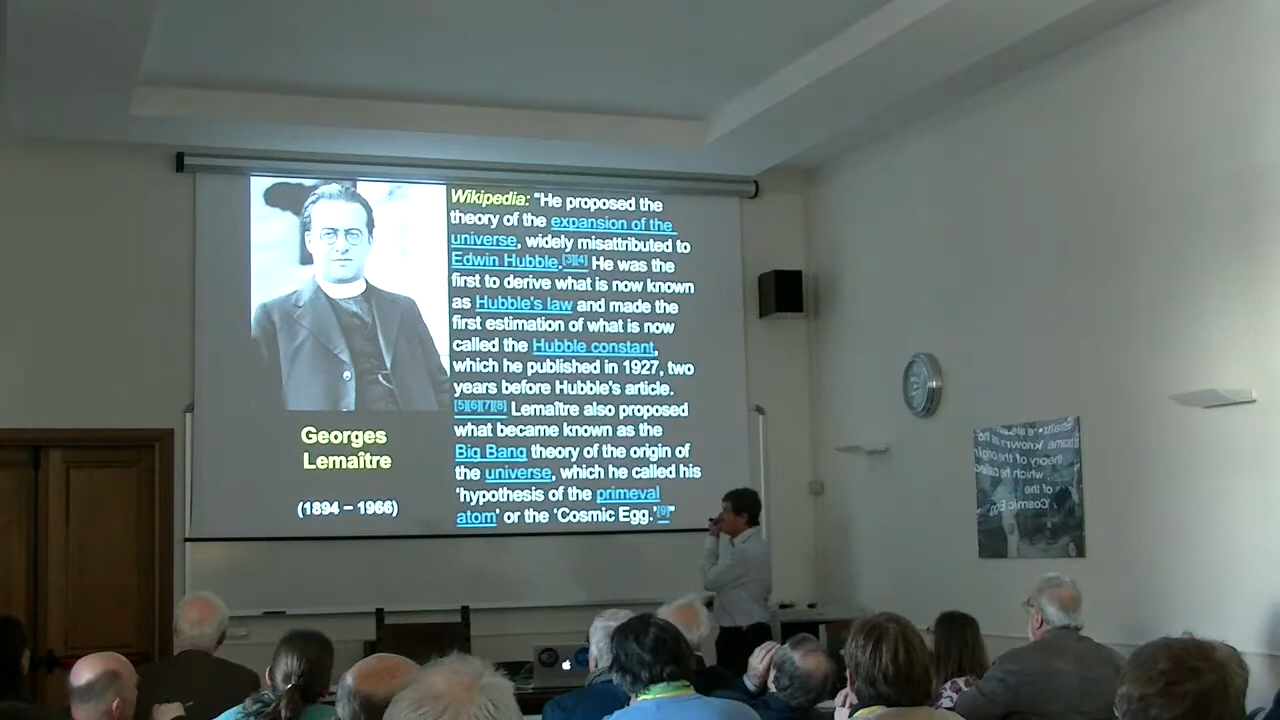 Wikipedia: “He proposed the
theory of the expansion of the
universe, widely misattributed to
Edwin Hubble.[3][4] He was the
first to derive what is now known
as Hubble's law and made the
first estimation of what is now
called the Hubble constant,
which he published in 1927, two
years before Hubble's article.
[5][6][7][8] Lemaître also proposed
what became known as the
Big Bang theory of the origin of
the universe, which he called his
‘hypothesis of the primeval
atom’ or the ‘Cosmic Egg.’[9]”
Georges
Lemaître
(1894 – 1966)